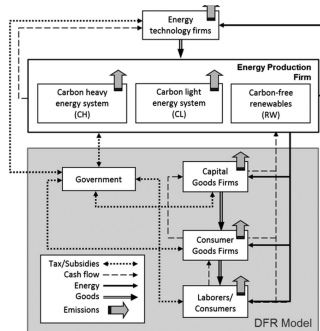 Energy
technology firms
Energy Production
Firm
Carbon heavy
energy system
(CH)
Carbon light
energy system
(CL)
Carbon-free
renewables
(RW)
Government
Capital
Goods Firms
Consumer
Goods Firms
Laborers/
Consumers
Tax/Subsidies
Cash flow
Energy
Goods
Emissions
DFR Model